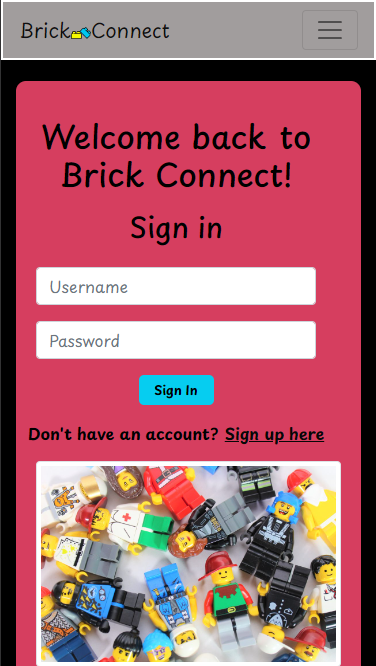 Brick Connect
Welcome back to
Brick Connect!
Sign in
Username
Password
Sign In
Don't have an account? Sign up here